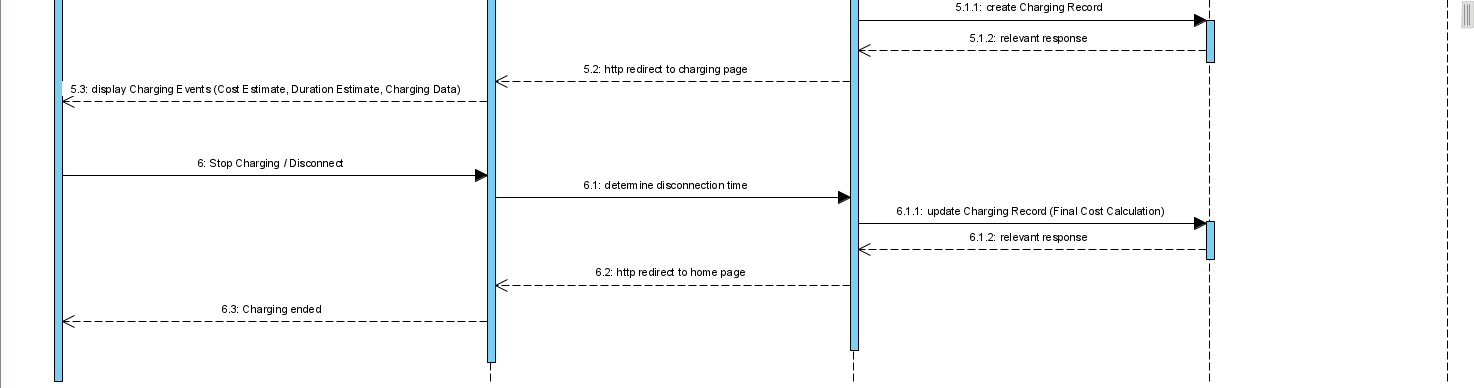 5.1.1: create Charging Record
5.1.2: relevant response
5.2: http redirect to charging page
5.3: display Charging Events (Cost Estimate, Duration Estimate, Charging Data)
6: Stop Charging / Disconnect
6.1: determine disconnection time
6.1.1: update Charging Record (Final Cost Calculation)
6.1.2: relevant response
6.2: http redirect to home page
6.3: Charging ended